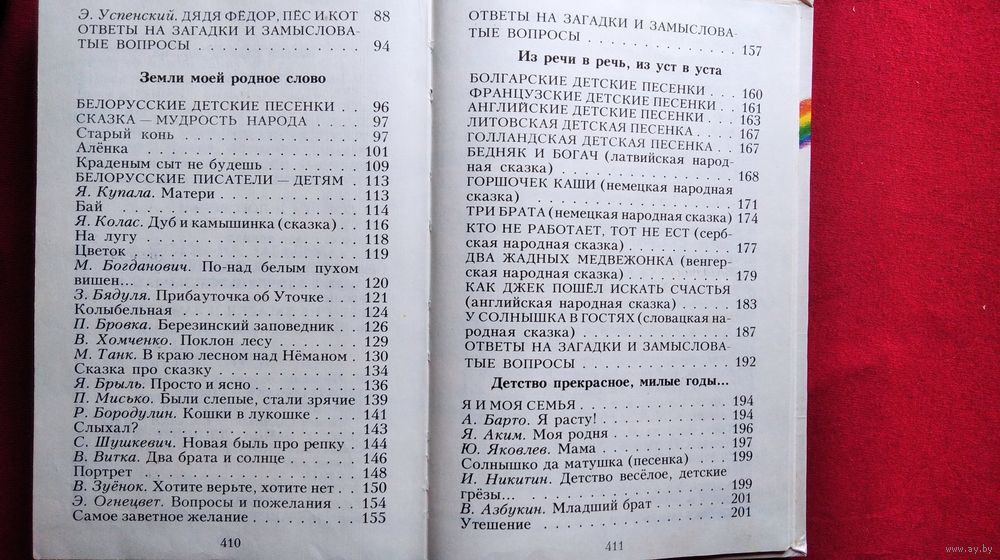 Э. Успенский. ДЯДЯ ФЁДОР, ПЁС И КОТ 88
ОТВЕТЫ НА ЗАГАДКИ И ЗАМЫСЛОВА-
ТЫЕ ВОПРОСЫ . . . . . . . . . . . . 94
Земли моей родное слово
БЕЛОРУССКИЕ ДЕТСКИЕ ПЕСЕНКИ . . 96
СКАЗКА — МУДРОСТЬ НАРОДА . . . . 97
Старый конь . . . . . . . . . . . . 97
Алёнка . . . . . . . . . . . . 101
Краденым сыт не будешь . . . . . . . 109
БЕЛОРУССКИЕ ПИСАТЕЛИ — ДЕТЯМ . 113
Я. Купала. Матери . . . . . . . . . 113
Бай . . . . . . . . . . . . 114
Я. Колас. Дуб и камышинка (сказка) . . 116
На лугу . . . . . . . . . . . . 118
Цветок . . . . . . . . . . . . 119
М. Богданович. По-над белым пухом
вишен... . . . . . . . . . . . . 120
З. Бядуля. Прибауточка об Уточке . . . 121
Колыбельная . . . . . . . . . . . . 124
П. Бровка. Березинский заповедник . . 126
В. Хомченко. Поклон лесу . . . . . . 129
М. Танк. В краю лесном над Нёманом . 130
Сказка про сказку . . . . . . . . . 134
Я. Брыль. Просто и ясно . . . . . . . 136
П. Мисько. Были слепые, стали зрячие 139
Р. Бородулин. Кошки в лукошке . . . . 141
Слыхал? . . . . . . . . . . . . 143
С. Шушкевич. Новая быль про репку . . 144
В. Витка. Два брата и солнце . . . . . 146
Портрет . . . . . . . . . . . . 148
В. Зуёнок. Хотите верьте, хотите нет . . 150
Э. Огнецвет. Вопросы и пожелания . . . 154
Самое заветное желание . . . . . . . 155
410
ОТВЕТЫ НА ЗАГАДКИ И ЗАМЫСЛОВА-
ТЫЕ ВОПРОСЫ . . . . . . . . . . . . 157
Из речи в речь, из уст в уста
БОЛГАРСКИЕ ДЕТСКИЕ ПЕСЕНКИ . . . 160
ФРАНЦУЗСКИЕ ДЕТСКИЕ ПЕСЕНКИ . . 161
АНГЛИЙСКИЕ ДЕТСКИЕ ПЕСЕНКИ . . . 163
ЛИТОВСКАЯ ДЕТСКАЯ ПЕСЕНКА . . . . 167
ГОЛЛАНДСКАЯ ДЕТСКАЯ ПЕСЕНКА . . 167
БЕДНЯК И БОГАЧ (латвийская народ-
ная сказка) . . . . . . . . . . . . 168
ГОРШОЧЕК КАШИ (немецкая народная
сказка) . . . . . . . . . . . . 171
ТРИ БРАТА (немецкая народная сказка) 174
КТО НЕ РАБОТАЕТ, ТОТ НЕ ЕСТ (серб-
ская народная сказка) . . . . . . . . 177
ДВА ЖАДНЫХ МЕДВЕЖОНКА (венгер-
ская народная сказка) . . . . . . . . 179
КАК ДЖЕК ПОШЁЛ ИСКАТЬ СЧАСТЬЯ
(английская народная сказка) . . . . . 183
У СОЛНЫШКА В ГОСТЯХ (словацкая на-
родная сказка) . . . . . . . . . . . 187
ОТВЕТЫ НА ЗАГАДКИ И ЗАМЫСЛОВА-
ТЫЕ ВОПРОСЫ . . . . . . . . . . . . 192
Детство прекрасное, милые годы...
Я И МОЯ СЕМЬЯ . . . . . . . . . . . 194
А. Барто. Я расту! . . . . . . . . . 194
Я. Аким. Моя родня . . . . . . . . . 196
Ю. Яковлев. Мама . . . . . . . . . . 197
Солнышко да матушка (песенка) . . . . 199
И. Никитин. Детство весёлое, детские
грёзы... . . . . . . . . . . . . 199
В. Азбукин. Младший брат . . . . . . 201
Утешение . . . . . . . . . . . . 201
411
www.ay.by